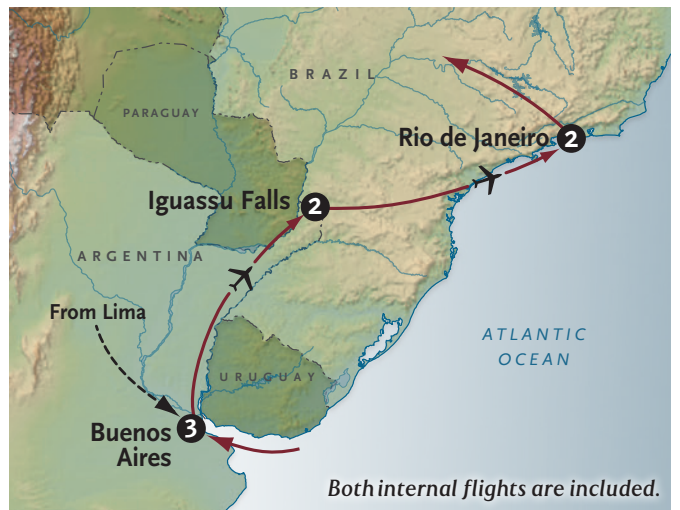 BRAZIL
PARAGUAY
Rio de Janeiro 2
Iguassu Falls 2
ARGENTINA
From Lima
ATLANTIC
OCEAN
URUGUAY
Buenos 3
Aires
Both internal flights are included.